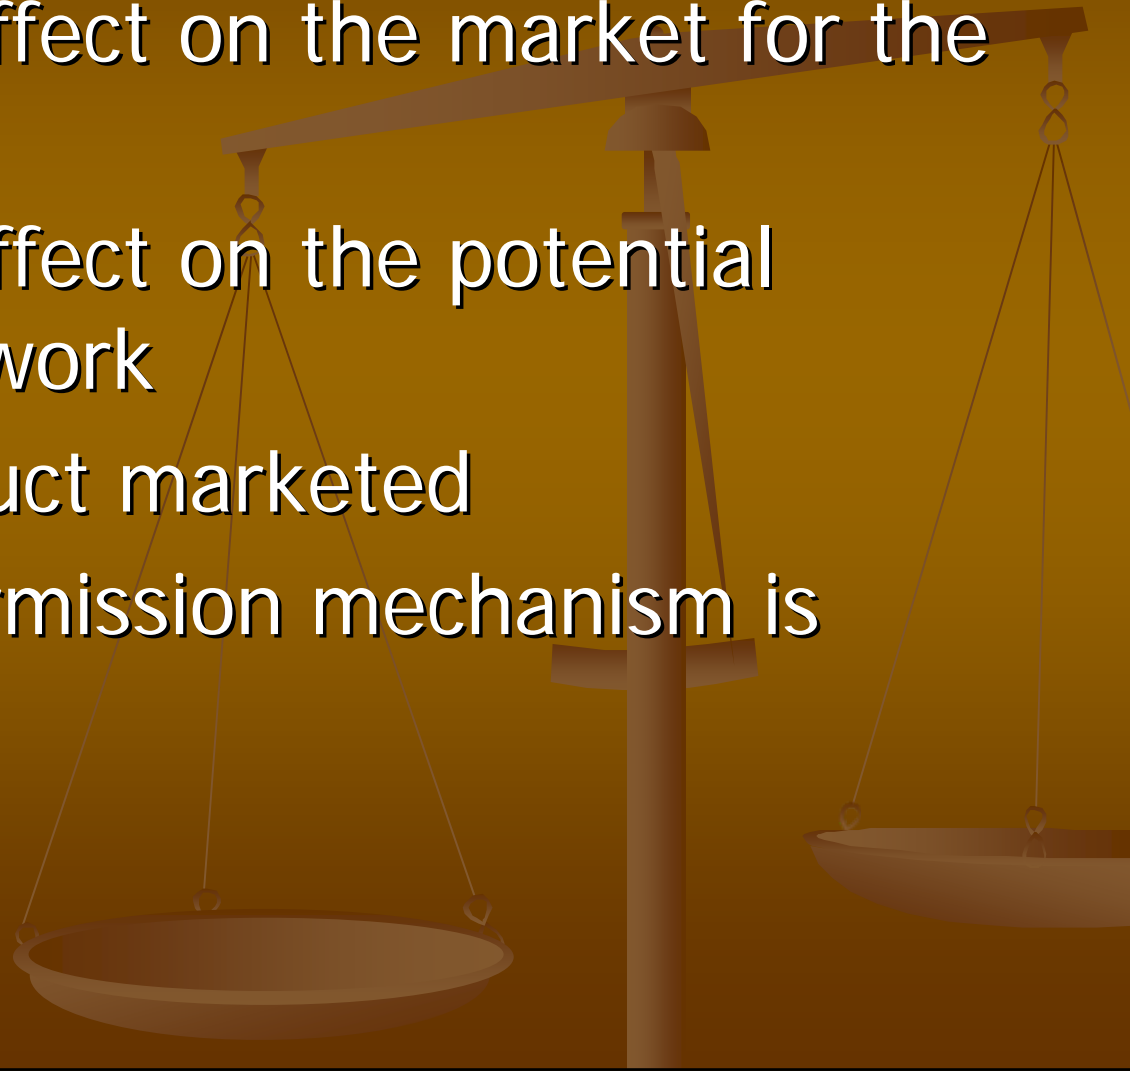 ffect on the market for the
ffect on the potential
work
uct marketed
rmission mechanism is